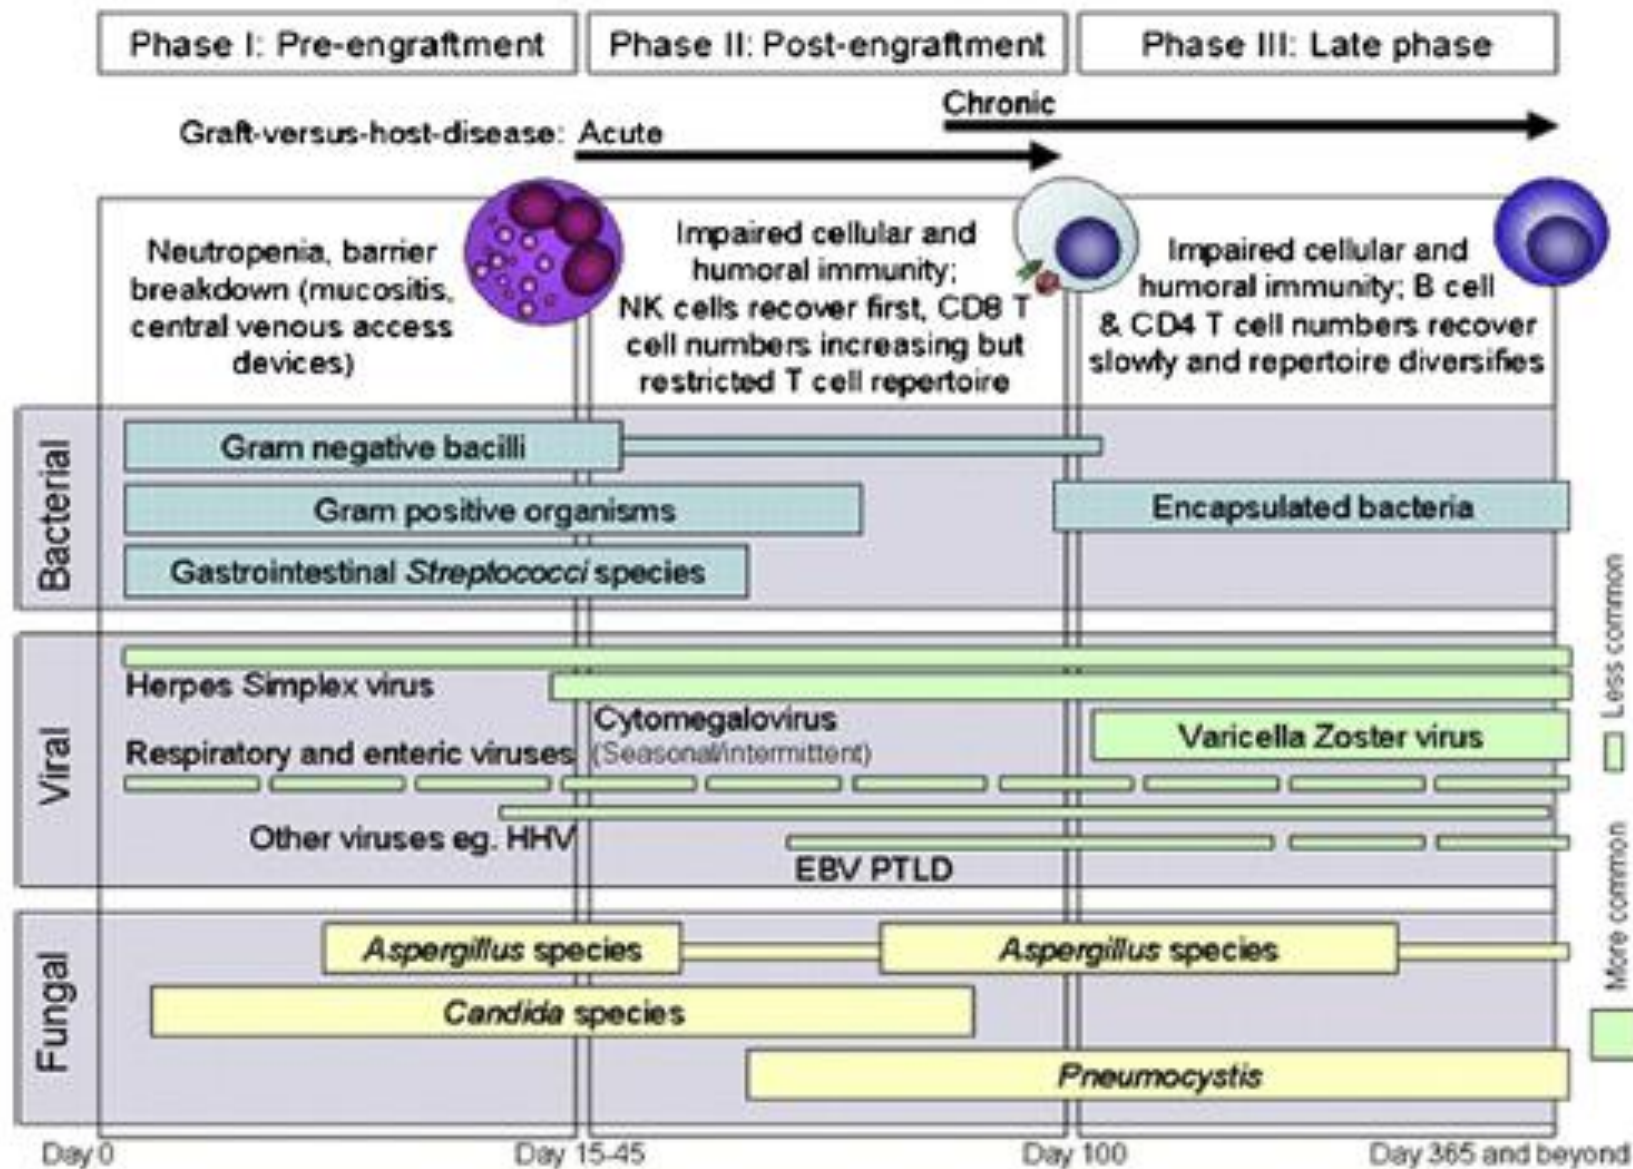 Phase I: Pre-engraftment
Phase II: Post-engraftment
Phase III: Late phase
Chronic
Graft-versus-host-disease: Acute
Neutropenia, barrier
breakdown (mucositis,
central venous access
devices)
Impaired cellular and
humoral immunity;
NK cells recover first, CD8 T
cell numbers increasing but
restricted T cell repertoire
Impaired cellular and
humoral immunity; B cell
& CD4 T cell numbers recover
slowly and repertoire diversifies
Bacterial
Gram negative bacilli
Gram positive organisms
Encapsulated bacteria
Gastrointestinal Streptococci species
Viral
Herpes Simplex virus
Cytomegalovirus
Varicella Zoster virus
Respiratory and enteric viruses (Seasonal/intermittent)
Other viruses eg. HHV
EBV PTLD
Fungal
Aspergillus species
Aspergillus species
Candida species
Pneumocystis
Day 0
Day 15-45
Day 100
Day 365 and beyond
Less common
More common